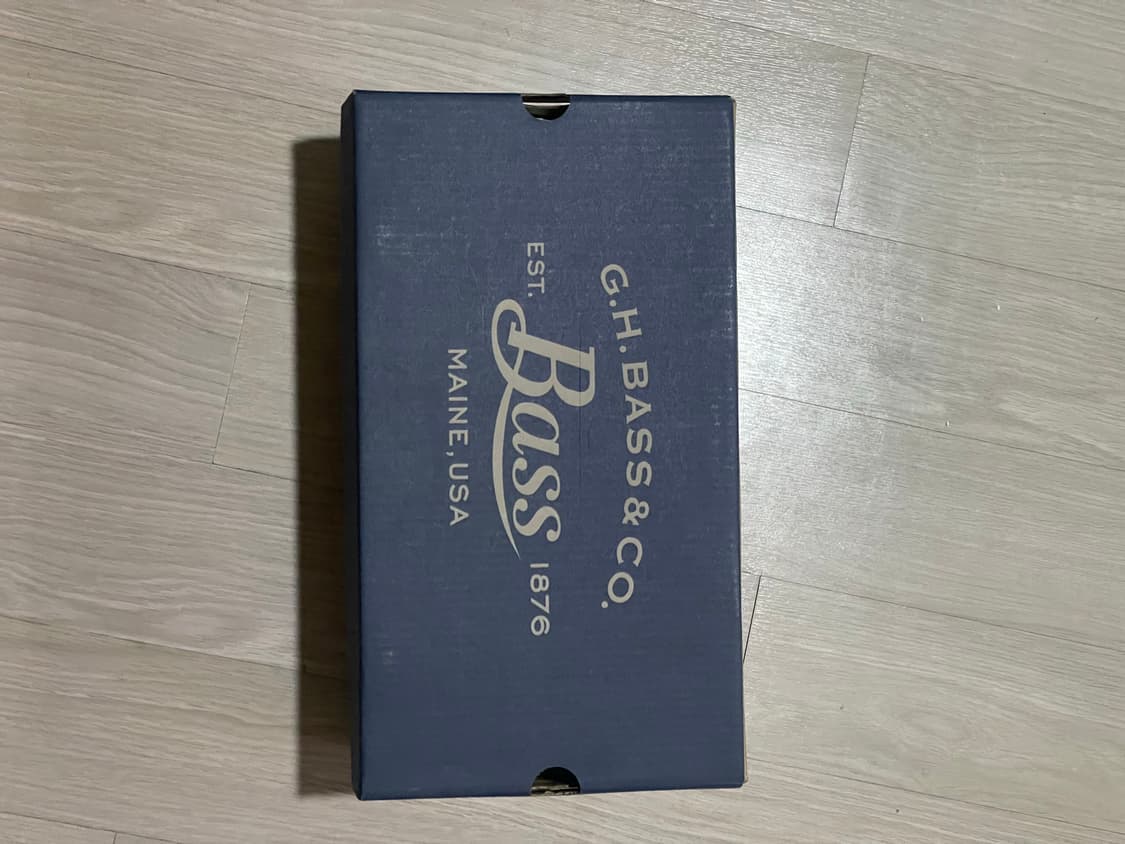 G.H. BASS & CO.
EST. Bass 1876
MAINE, USA